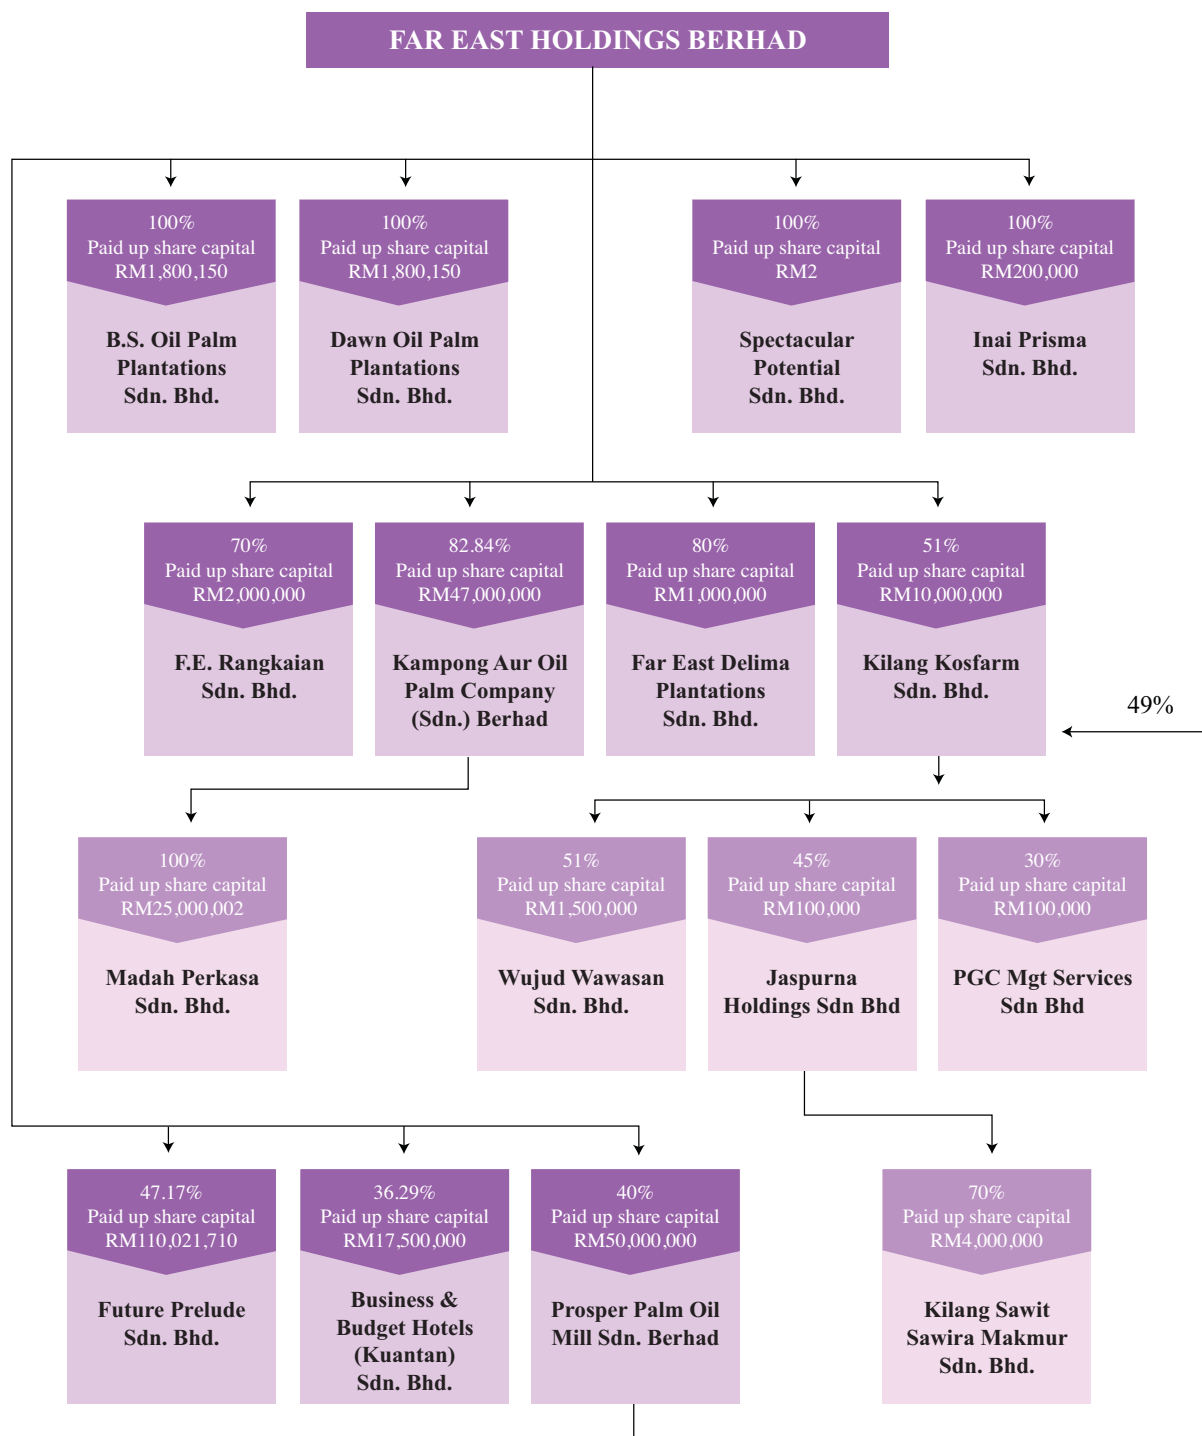 FAR EAST HOLDINGS BERHAD
100%
Paid up share capital
RM1,800,150
B.S. Oil Palm
Plantations
Sdn. Bhd.
100%
Paid up share capital
RM1,800,150
Dawn Oil Palm
Plantations
Sdn. Bhd.
100%
Paid up share capital
RM2
Spectacular
Potential
Sdn. Bhd.
100%
Paid up share capital
RM200,000
Inai Prisma
Sdn. Bhd.
70%
Paid up share capital
RM2,000,000
F.E. Rangkaian
Sdn. Bhd.
82.84%
Paid up share capital
RM47,000,000
Kampong Aur Oil
Palm Company
(Sdn.) Berhad
80%
Paid up share capital
RM1,000,000
Far East Delima
Plantations
Sdn. Bhd.
51%
Paid up share capital
RM10,000,000
Kilang Kosfarm
Sdn. Bhd.
49%
100%
Paid up share capital
RM25,000,002
Madah Perkasa
Sdn. Bhd.
51%
Paid up share capital
RM1,500,000
Wujud Wawasan
Sdn. Bhd.
45%
Paid up share capital
RM100,000
Jaspurna
Holdings Sdn Bhd
30%
Paid up share capital
RM100,000
PGC Mgt Services
Sdn Bhd
47.17%
Paid up share capital
RM110,021,710
Future Prelude
Sdn. Bhd.
36.29%
Paid up share capital
RM17,500,000
Business &
Budget Hotels
(Kuantan)
Sdn. Bhd.
40%
Paid up share capital
RM50,000,000
Prosper Palm Oil
Mill Sdn. Berhad
70%
Paid up share capital
RM4,000,000
Kilang Sawit
Sawira Makmur
Sdn. Bhd.